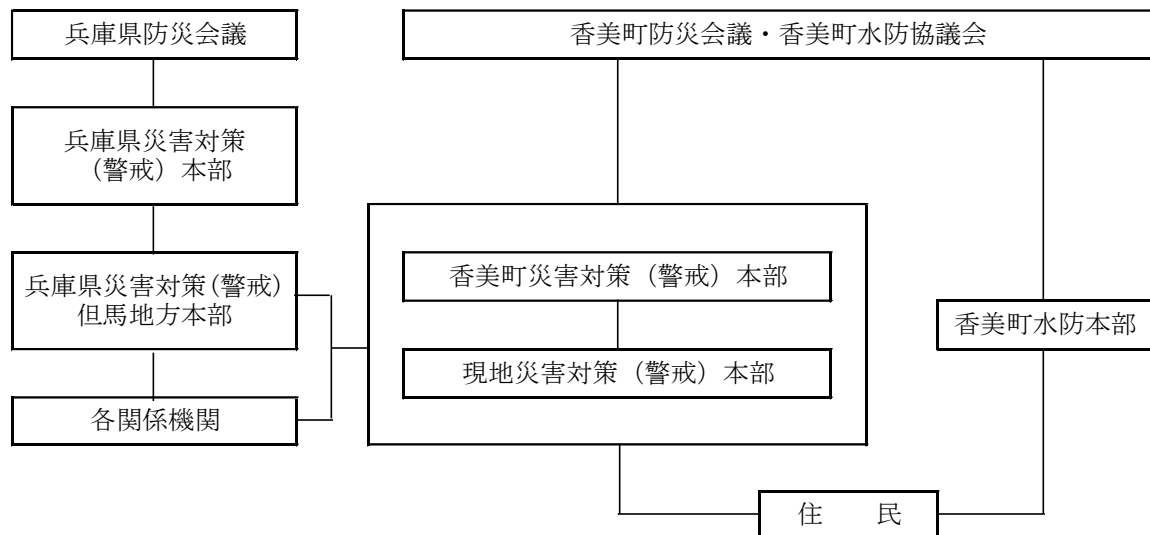 兵庫県防災会議
香美町防災会議・香美町水防協議会
兵庫県災害対策
（警戒）本部
兵庫県災害対策(警戒)
但馬地方本部
香美町災害対策（警戒）本部
香美町水防本部
現地災害対策（警戒）本部
各関係機関
住　　民